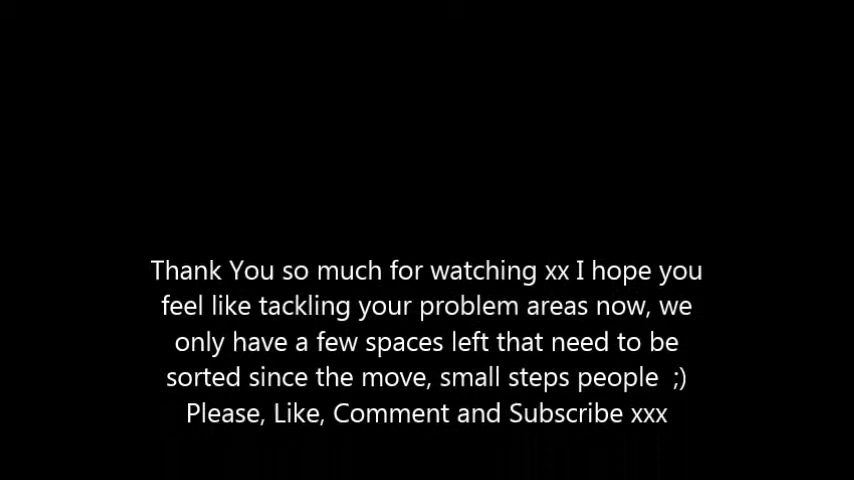 Thank You so much for watching xx I hope you
feel like tackling your problem areas now, we
only have a few spaces left that need to be
sorted since the move, small steps people  ;)
Please, Like, Comment and Subscribe xxx